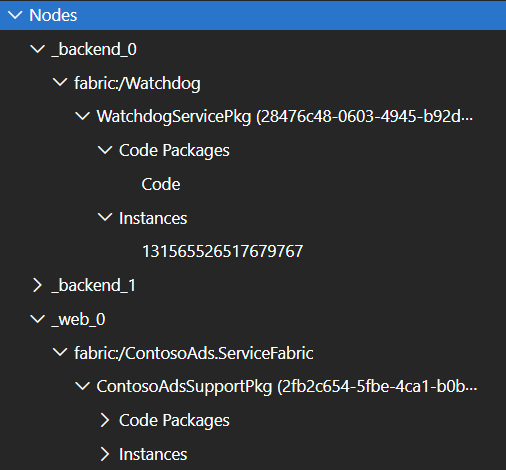 Nodes
_backend_0
fabric:/Watchdog
WatchdogServicePkg (28476c48-0603-4945-b92d...
Code Packages
Code
Instances
131565526517679767
_backend_1
_web_0
fabric:/ContosoAds.ServiceFabric
ContosoAdsSupportPkg (2fb2c654-5fbe-4ca1-b0b...
Code Packages
Instances